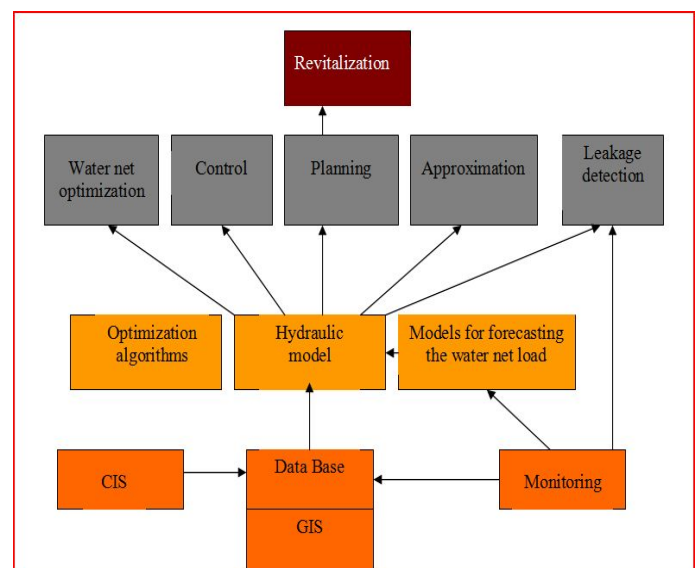 Revitalization
Water net
optimization
Control
Planning
Approximation
Leakage
detection
Optimization
algorithms
Hydraulic
model
Models for forecasting
the water net load
CIS
Data Base
GIS
Monitoring